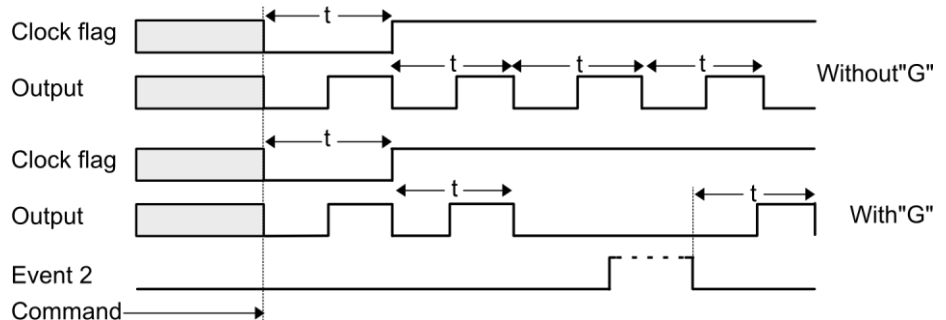 t
Clock flag
t t t
Output
Without"G"
t
Clock flag
t t
Output
With"G"
Event 2
Command